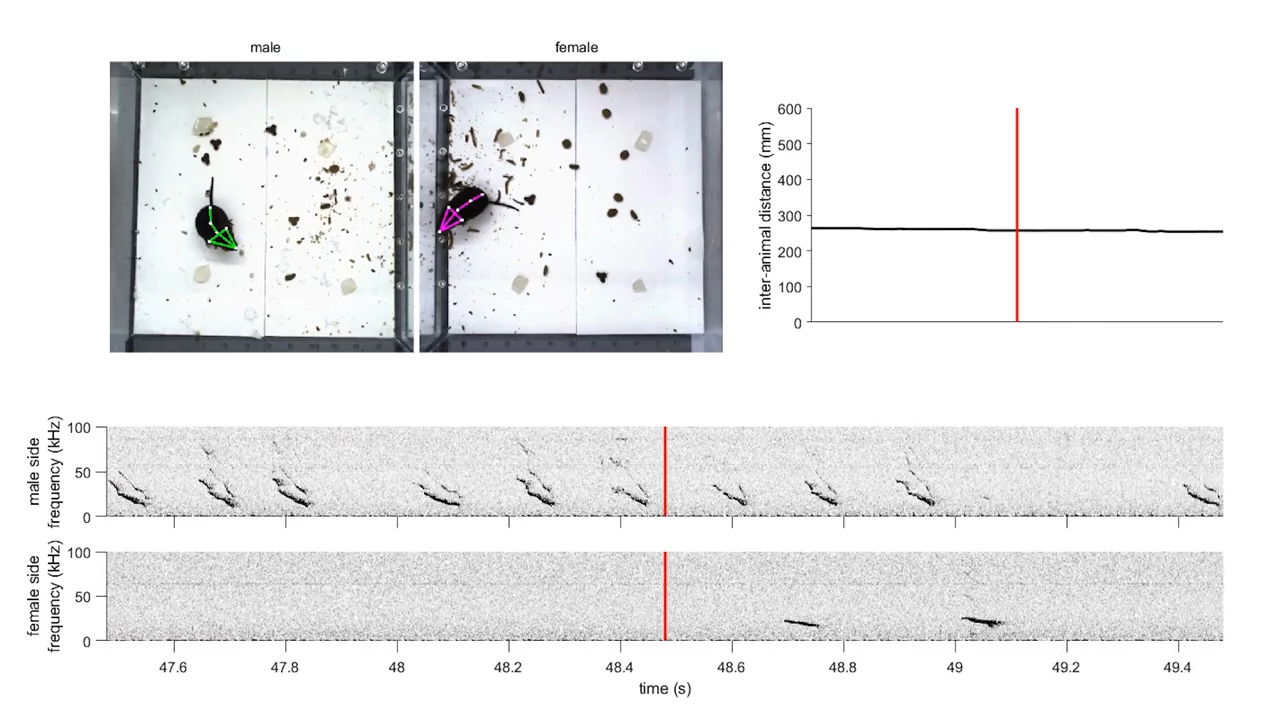 male
female
inter-animal distance (mm)
600
500
400
300
200
100
0
male side
frequency (kHz)
100
50
0
female side
frequency (kHz)
100
50
0
47.6 47.8 48 48.2 48.4 48.6 48.8 49 49.2 49.4
time (s)